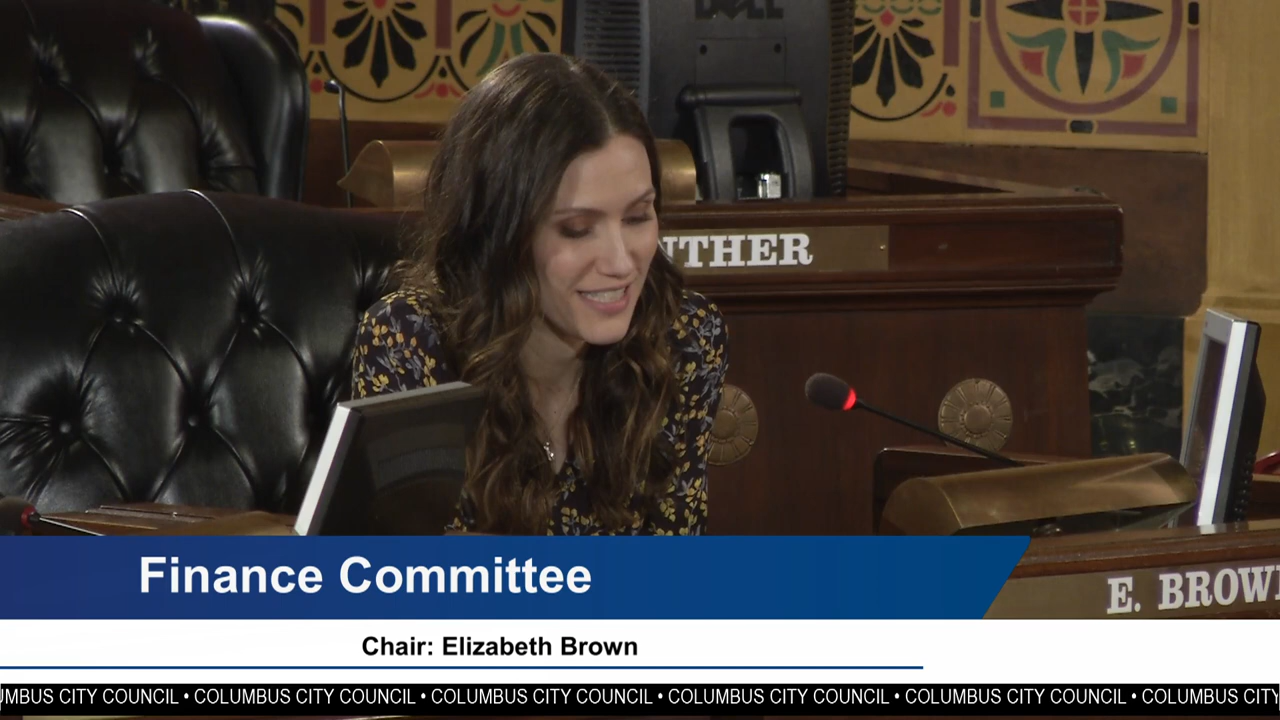 DELL
NTHER
E. BROW
Finance Committee
Chair: Elizabeth Brown
UMBUS CITY COUNCIL • COLUMBUS CITY COUNCIL • COLUMBUS CITY COUNCIL • COLUMBUS CITY COUNCIL • COLUMBUS CITY COUNCIL • COLUMBUS CITY